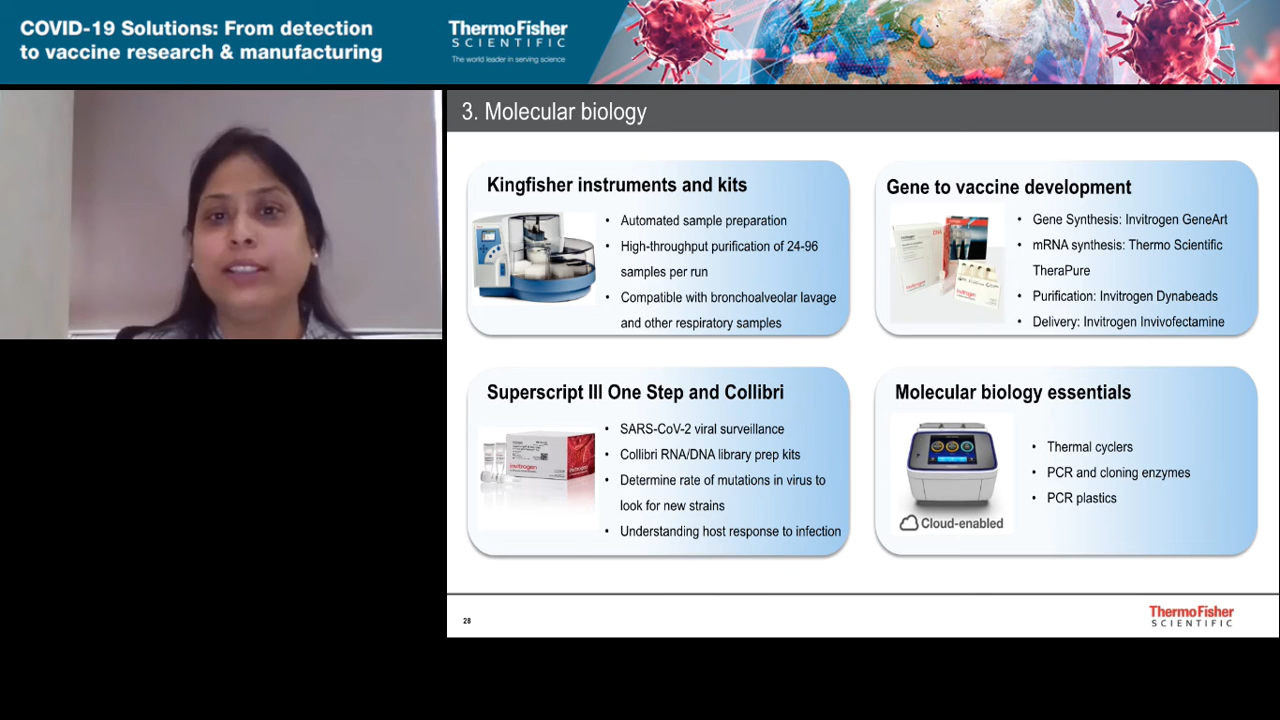 COVID-19 Solutions: From detection
to vaccine research & manufacturing
ThermoFisher
SCIENTIFIC
The world leader in serving science
3. Molecular biology
Kingfisher instruments and kits
• Automated sample preparation
• High-throughput purification of 24-96
samples per run
• Compatible with bronchoalveolar lavage
and other respiratory samples
Gene to vaccine development
• Gene Synthesis: Invitrogen GeneArt
• mRNA synthesis: Thermo Scientific
TheraPure
• Purification: Invitrogen Dynabeads
• Delivery: Invitrogen Invivofectamine
invitrogen
Superscript III One Step and Collibri
• SARS-CoV-2 viral surveillance
• Collibri RNA/DNA library prep kits
• Determine rate of mutations in virus to
look for new strains
• Understanding host response to infection
invitrogen
Molecular biology essentials
• Thermal cyclers
• PCR and cloning enzymes
• PCR plastics
Cloud-enabled
28
ThermoFisher
SCIENTIFIC